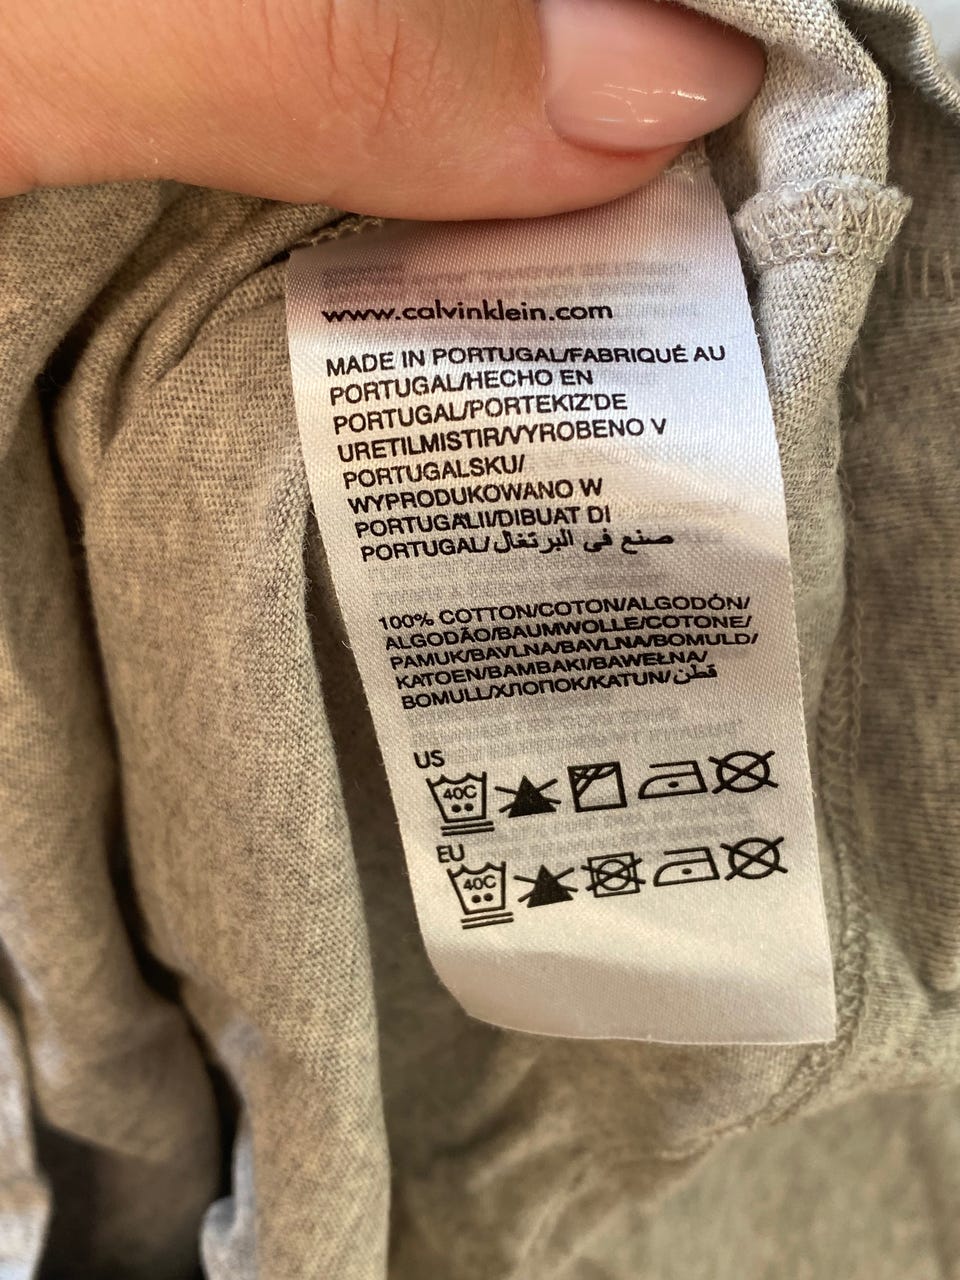 www.calvinklein.com
MADE IN PORTUGAL/FABRIQUÉ AU
PORTUGAL/HECHO EN
PORTUGAL/PORTEKIZ'DE
URETILMISTIR/VYROBENO V
PORTUGALSKU/
WYPRODUKOWANO W
PORTUGALII/DIBUAT DI
PORTUGAL/صنع في البرتغال
100% COTTON/COTON/ALGODÓN/
ALGODÃO/BAUMWOLLE/COTONE/
PAMUK/BAVLNA/BAVLNA/BOMULD/
KATOEN/BAMBAKI/BAWEŁNA/
BOMULL/ХЛОПОК/KATUN/قطن
US
40C
EU
40C